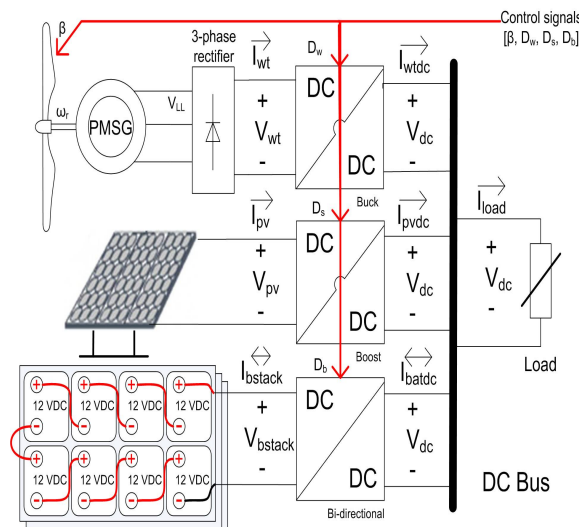 Control signals
[β, D_w, D_s, D_b]
β
3-phase
rectifier
I_wt
D_w
I_wtdc
ω_r
PMSG
V_LL
+
V_wt
-
DC
DC
+
V_dc
-
Buck
I_pv
D_s
I_pvdc
I_load
+
V_pv
-
DC
DC
+
V_dc
-
+
V_dc
-
Load
Boost
I_bstack
D_b
I_batdc
+ + + +
12 VDC 12 VDC 12 VDC 12 VDC
- - - -
+ + + +
12 VDC 12 VDC 12 VDC 12 VDC
- - - -
+
V_bstack
-
DC
DC
+
V_dc
-
DC Bus
Bi-directional